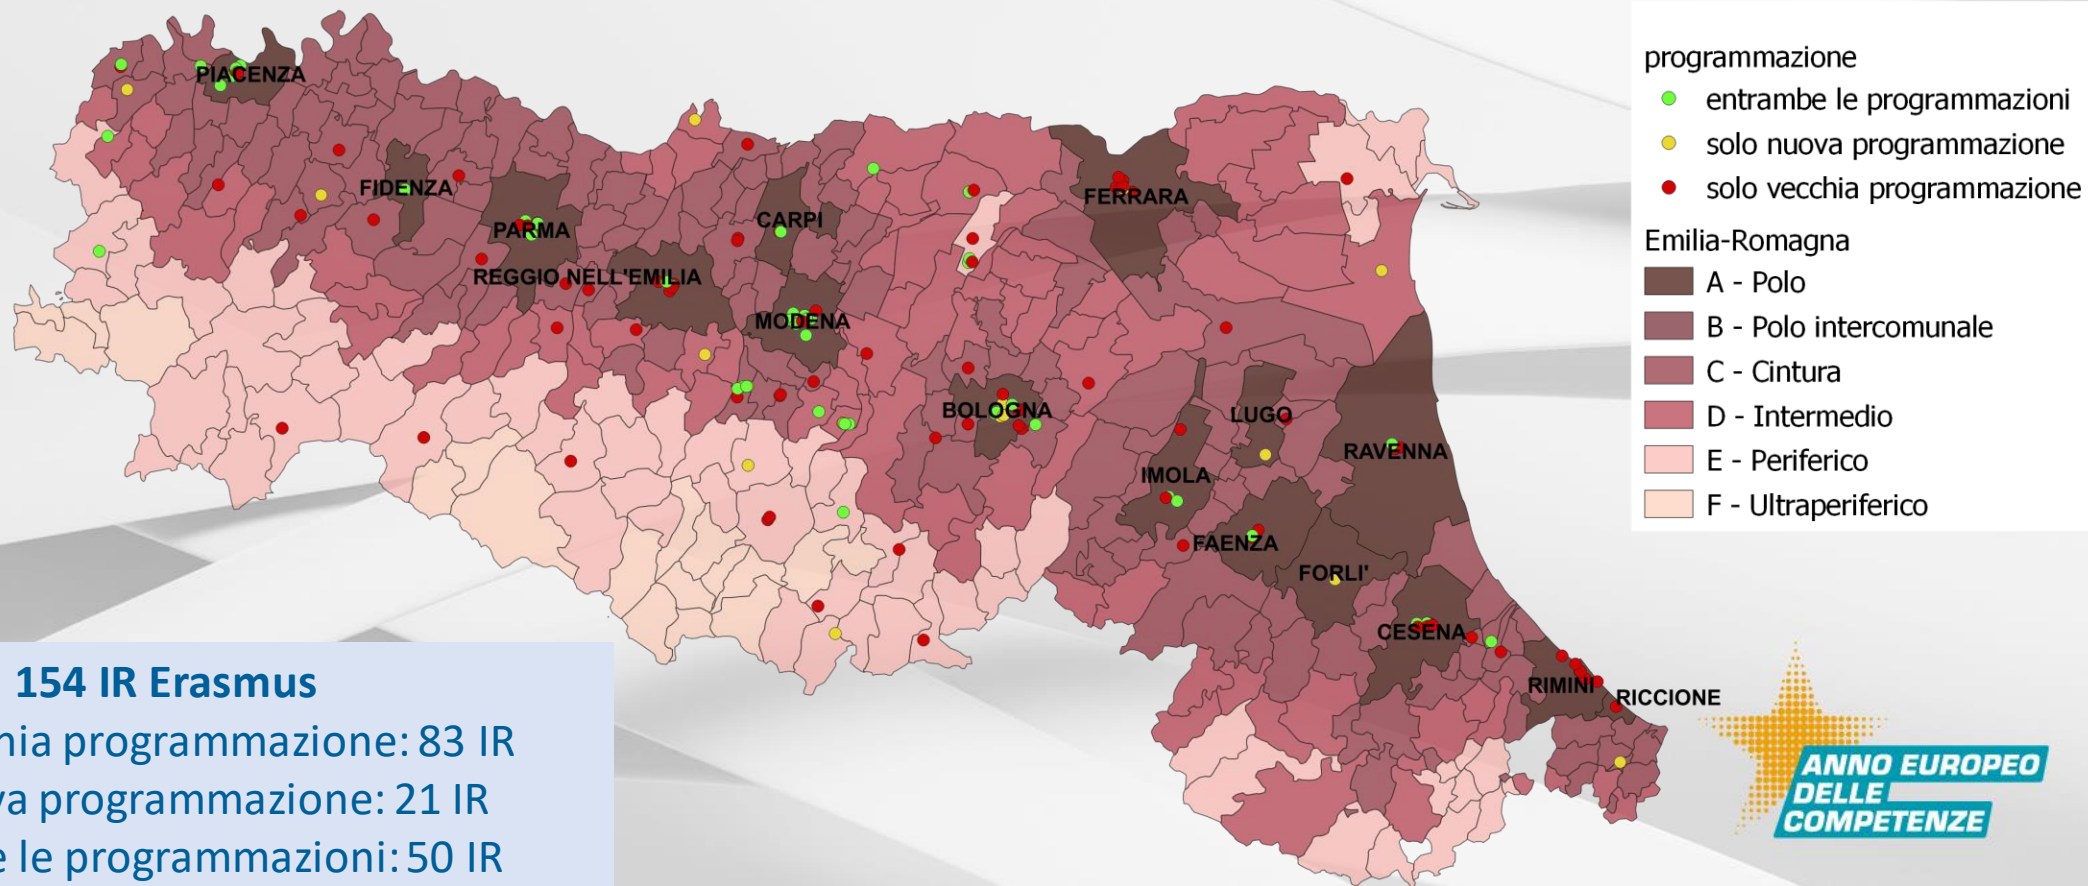 PIACENZA
FIDENZA
PARMA
REGGIO NELL'EMILIA
CARPI
MODENA
FERRARA
BOLOGNA
LUGO
RAVENNA
IMOLA
FAENZA
FORLI'
CESENA
RIMINI
RICCIONE
programmazione
entrambe le programmazioni
solo nuova programmazione
solo vecchia programmazione
Emilia-Romagna
A - Polo
B - Polo intercomunale
C - Cintura
D - Intermedio
E - Periferico
F - Ultraperiferico
154 IR Erasmus
programmazione: 83 IR
programmazione: 21 IR
le programmazioni: 50 IR
ANNO EUROPEO
DELLE
COMPETENZE